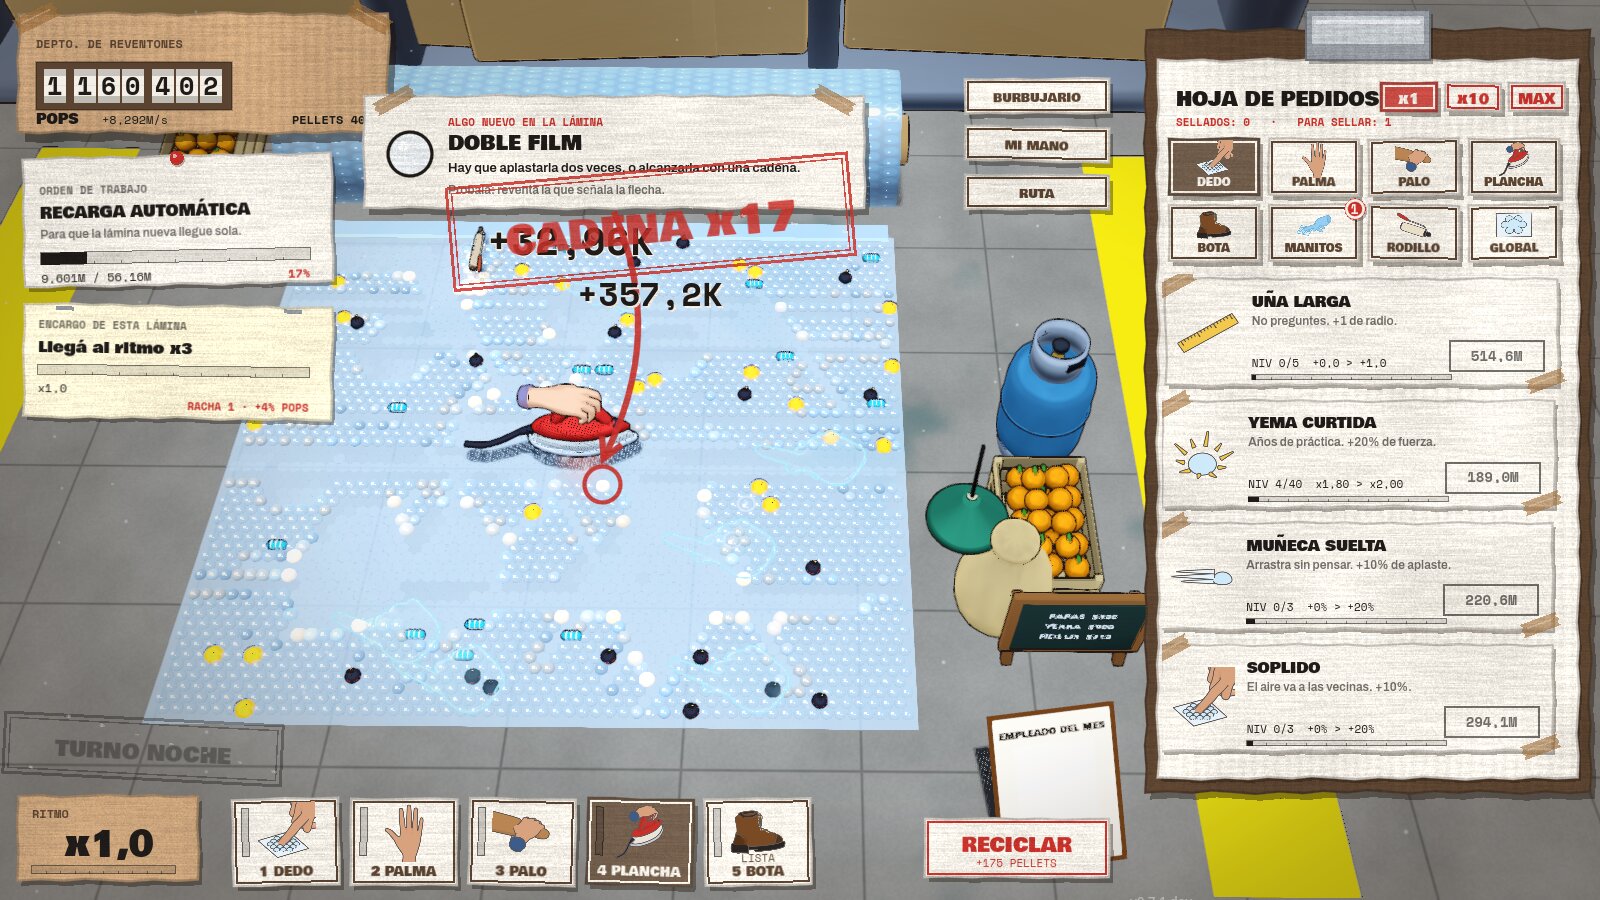 DEPTO. DE REVENTONES
1 160 402
POPS +8,292M/s PELLETS 40
ORDEN DE TRABAJO
RECARGA AUTOMÁTICA
Para que la lámina nueva llegue sola.
9,601M / 56,16M 17%
ENCARGO DE ESTA LÁMINA
Llegá al ritmo x3
x1,0
RACHA 1 · +4% POPS
ALGO NUEVO EN LA LÁMINA
DOBLE FILM
Hay que aplastarla dos veces, o alcanzarla con una cadena.
Probala: reventá la que señala la flecha.
CADENA x17
+357,2K
BURBUJARIO
MI MANO
RUTA
HOJA DE PEDIDOS x1 x10 MAX
SELLADOS: 0 · PARA SELLAR: 1
DEDO PALMA PALO PLANCHA
1
BOTA MANITOS RODILLO GLOBAL
UÑA LARGA
No preguntes. +1 de radio.
NIV 0/5 +0,0 > +1,0 514,6M
YEMA CURTIDA
Años de práctica. +20% de fuerza.
NIV 4/40 x1,80 > x2,00 189,0M
MUÑECA SUELTA
Arrastra sin pensar. +10% de aplaste.
NIV 0/3 +0% > +20% 220,6M
SOPLIDO
El aire va a las vecinas. +10%.
NIV 0/3 +0% > +20% 294,1M
EMPLEADO DEL MES
TURNO NOCHE
RITMO
x1,0
1 DEDO 2 PALMA 3 PALO 4 PLANCHA LISTA 5 BOTA
RECICLAR
+175 PELLETS